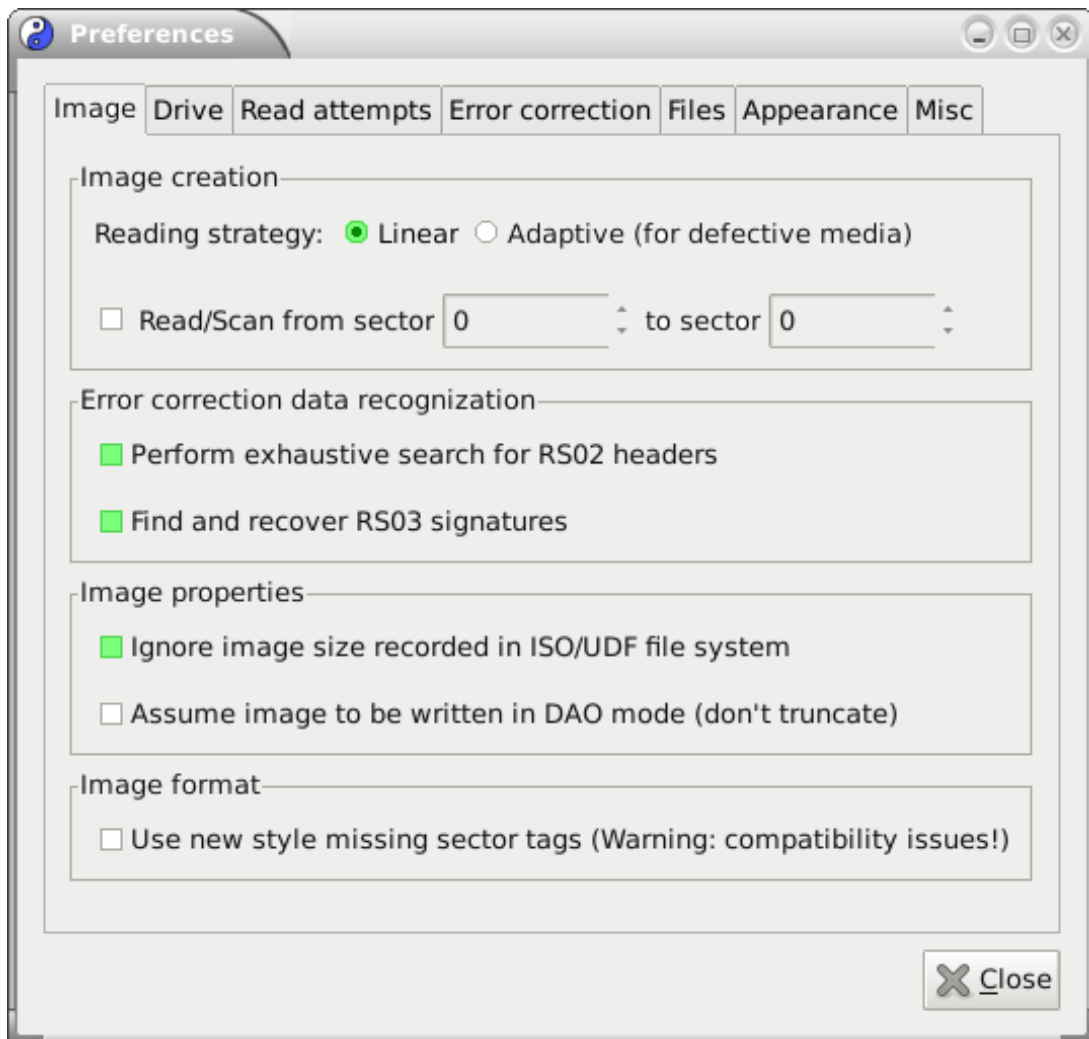 Preferences
Image Drive Read attempts Error correction Files Appearance Misc
Image creation
Reading strategy: Linear Adaptive (for defective media)
Read/Scan from sector 0 to sector 0
Error correction data recognization
Perform exhaustive search for RS02 headers
Find and recover RS03 signatures
Image properties
Ignore image size recorded in ISO/UDF file system
Assume image to be written in DAO mode (don't truncate)
Image format
Use new style missing sector tags (Warning: compatibility issues!)
Close